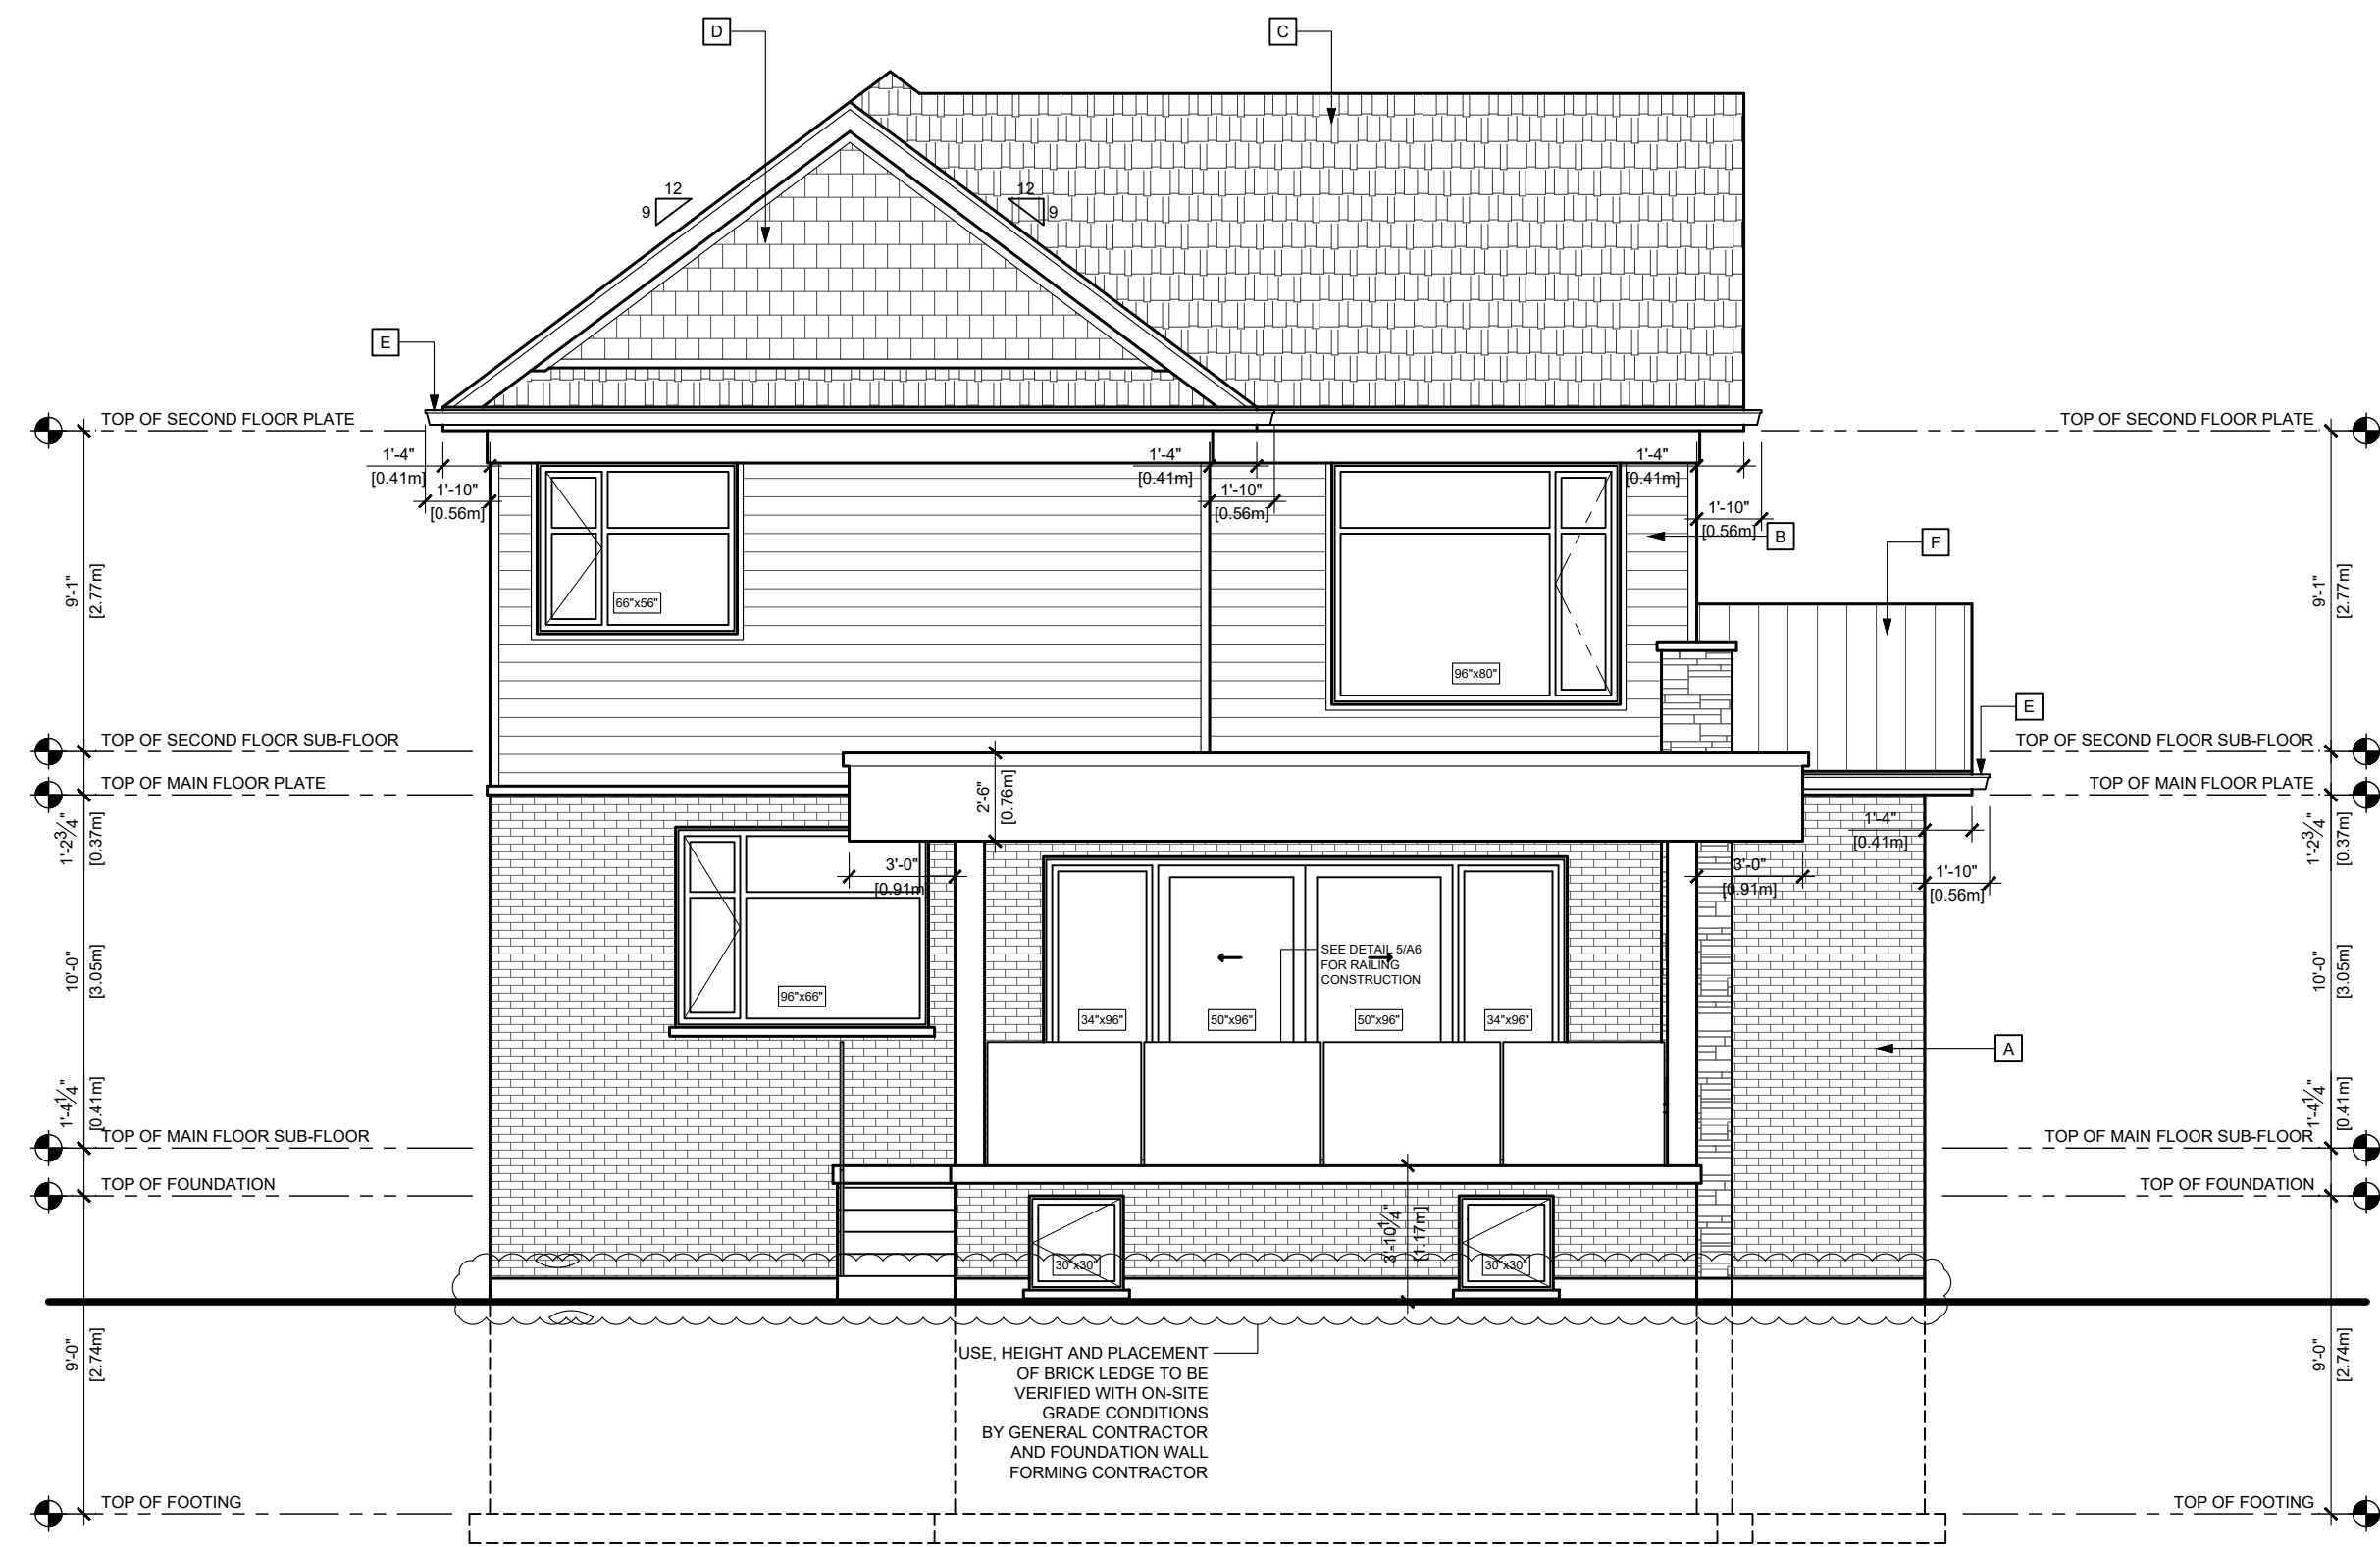 D
C
12
9
12
9
E
TOP OF SECOND FLOOR PLATE
TOP OF SECOND FLOOR PLATE
1'-4"
[0.41m]
1'-10"
[0.56m]
1'-4"
[0.41m]
1'-10"
[0.56m]
1'-4"
[0.41m]
1'-10"
[0.56m]
B
F
9'-1"
[2.77m]
9'-1"
[2.77m]
66"x56"
96"x80"
E
TOP OF SECOND FLOOR SUB-FLOOR
TOP OF SECOND FLOOR SUB-FLOOR
TOP OF MAIN FLOOR PLATE
TOP OF MAIN FLOOR PLATE
2'-6"
[0.76m]
1'-2 3/4"
[0.37m]
1'-2 3/4"
[0.37m]
3'-0"
[0.91m
3'-0"
[0.91m]
1'-4"
[0.41m]
1'-10"
[0.56m]
10'-0"
[3.05m]
10'-0"
[3.05m]
SEE DETAIL 5/A6
FOR RAILING
CONSTRUCTION
96"x66"
34"x96"
50"x96"
50"x96"
34"x96"
A
1'-4 1/4"
[0.41m]
1'-4 1/4"
[0.41m]
TOP OF MAIN FLOOR SUB-FLOOR
TOP OF MAIN FLOOR SUB-FLOOR
TOP OF FOUNDATION
TOP OF FOUNDATION
3'-10 1/4"
[1.17m]
30"x30"
30"x30"
9'-0"
[2.74m]
9'-0"
[2.74m]
USE, HEIGHT AND PLACEMENT
OF BRICK LEDGE TO BE
VERIFIED WITH ON-SITE
GRADE CONDITIONS
BY GENERAL CONTRACTOR
AND FOUNDATION WALL
FORMING CONTRACTOR
TOP OF FOOTING
TOP OF FOOTING